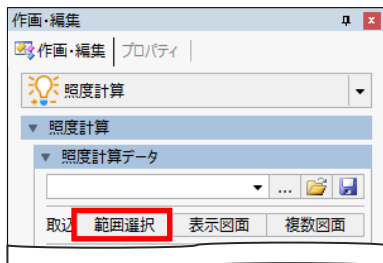 作画・編集
作画・編集 プロパティ
照度計算
照度計算
照度計算データ
...
取込 範囲選択 表示図面 複数図面